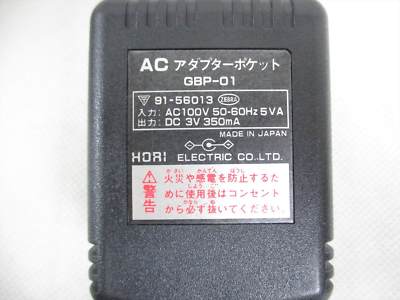 AC アダプターポケット
GBP-01
91-56013 ZEBRA
入力: AC100V 50-60Hz 5VA
出力: DC 3V 350mA
MADE IN JAPAN
HORI ELECTRIC CO.,LTD.
警告
火災や感電を防止するた
めに使用後はコンセント
から必ず抜いてください。